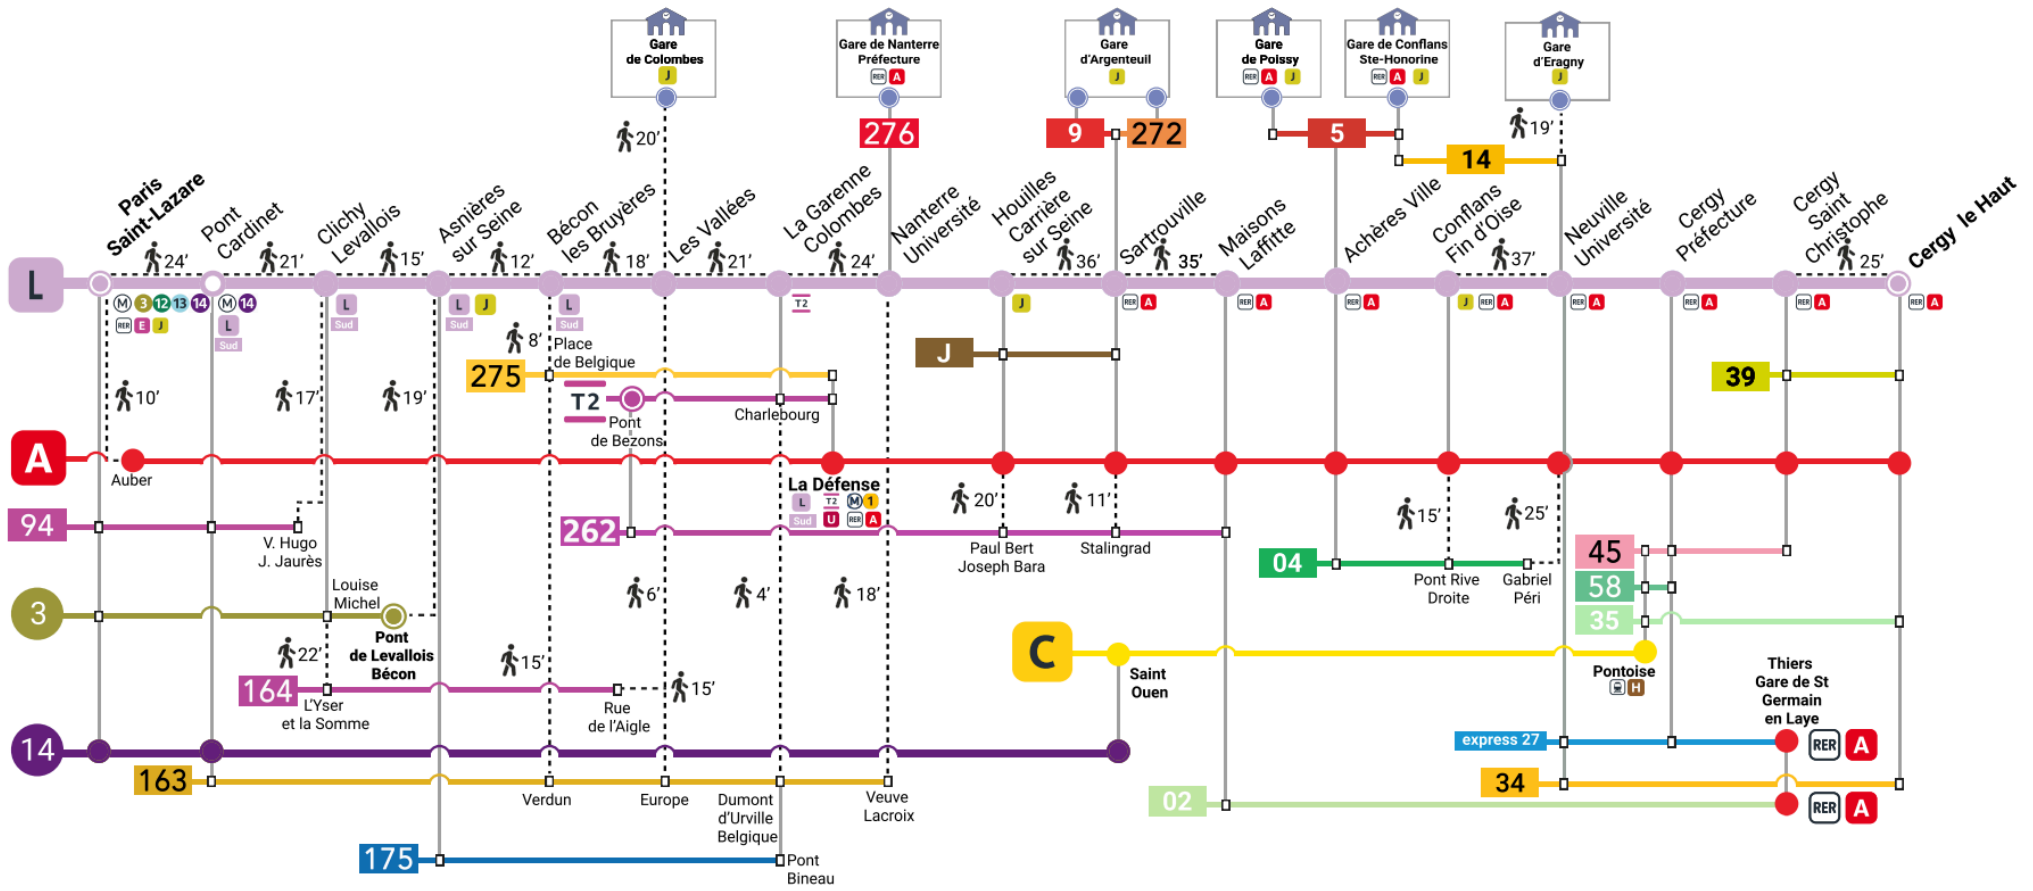 Gare
de Colombes
J
Gare de Nanterre
Préfecture
RER A
Gare
d'Argenteuil
J
Gare
de Poissy
RER A J
Gare de Conflans
Ste-Honorine
RER A J
Gare
d'Eragny
J
20'
276
9
272
5
14
19'
Paris
Saint-Lazare
Pont
Cardinet
Clichy
Levallois
Asnières
sur Seine
Bécon
les Bruyères
Les Vallées
La Garenne
Colombes
Nanterre
Université
Houilles
Carrière
sur Seine
Sartrouville
Maisons
Laffitte
Achères Ville
Conflans
Fin d'Oise
Neuville
Université
Cergy
Préfecture
Cergy
Saint
Christophe
Cergy le Haut
24'
21'
15'
12'
18'
21'
24'
36'
35'
37'
25'
L
M 3 12 13 14
RER E J
M 14
L
Sud
L
Sud
L J
Sud
L
Sud
T2
J
RER A
RER A
RER A
J RER A
RER A
RER A
RER A
RER A
8'
Place
de Belgique
275
J
39
10'
17'
19'
T2
Charlebourg
Pont
de Bezons
A
Auber
La Défense
L T2 M 1
Sud U RER A
94
V. Hugo
J. Jaurès
262
20'
11'
Paul Bert
Joseph Bara
Stalingrad
15'
25'
04
Pont Rive
Droite
Gabriel
Péri
45
58
35
3
Louise
Michel
Pont
de Levallois
Bécon
6'
4'
18'
22'
15'
15'
164
L'Yser
et la Somme
Rue
de l'Aigle
C
Saint
Ouen
Pontoise
H
Thiers
Gare de St
Germain
en Laye
14
express 27
RER A
163
Verdun
Europe
Dumont
d'Urville
Belgique
Veuve
Lacroix
34
02
RER A
175
Pont
Bineau